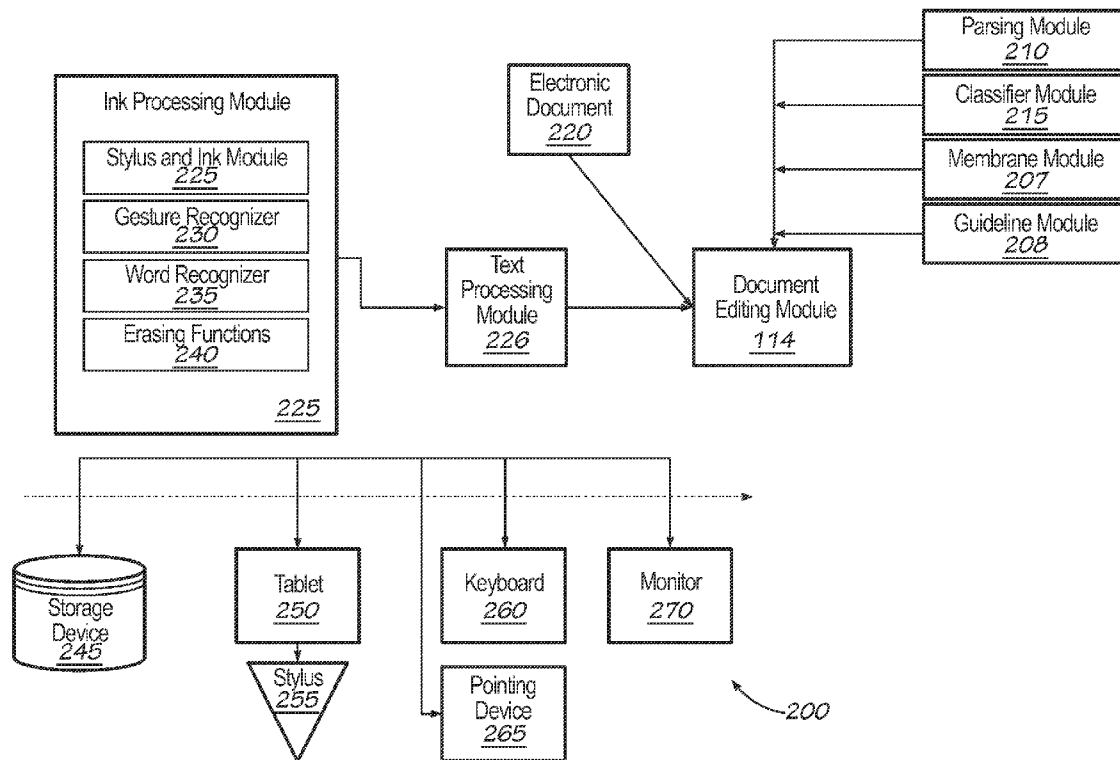 Ink Processing Module
Stylus and Ink Module
225
Gesture Recognizer
230
Word Recognizer
235
Erasing Functions
240
225
Text
Processing
Module
226
Electronic
Document
220
Document
Editing Module
114
Parsing Module
210
Classifier Module
215
Membrane Module
207
Guideline Module
208
Storage
Device
245
Tablet
250
Stylus
255
Keyboard
260
Pointing
Device
265
Monitor
270
200